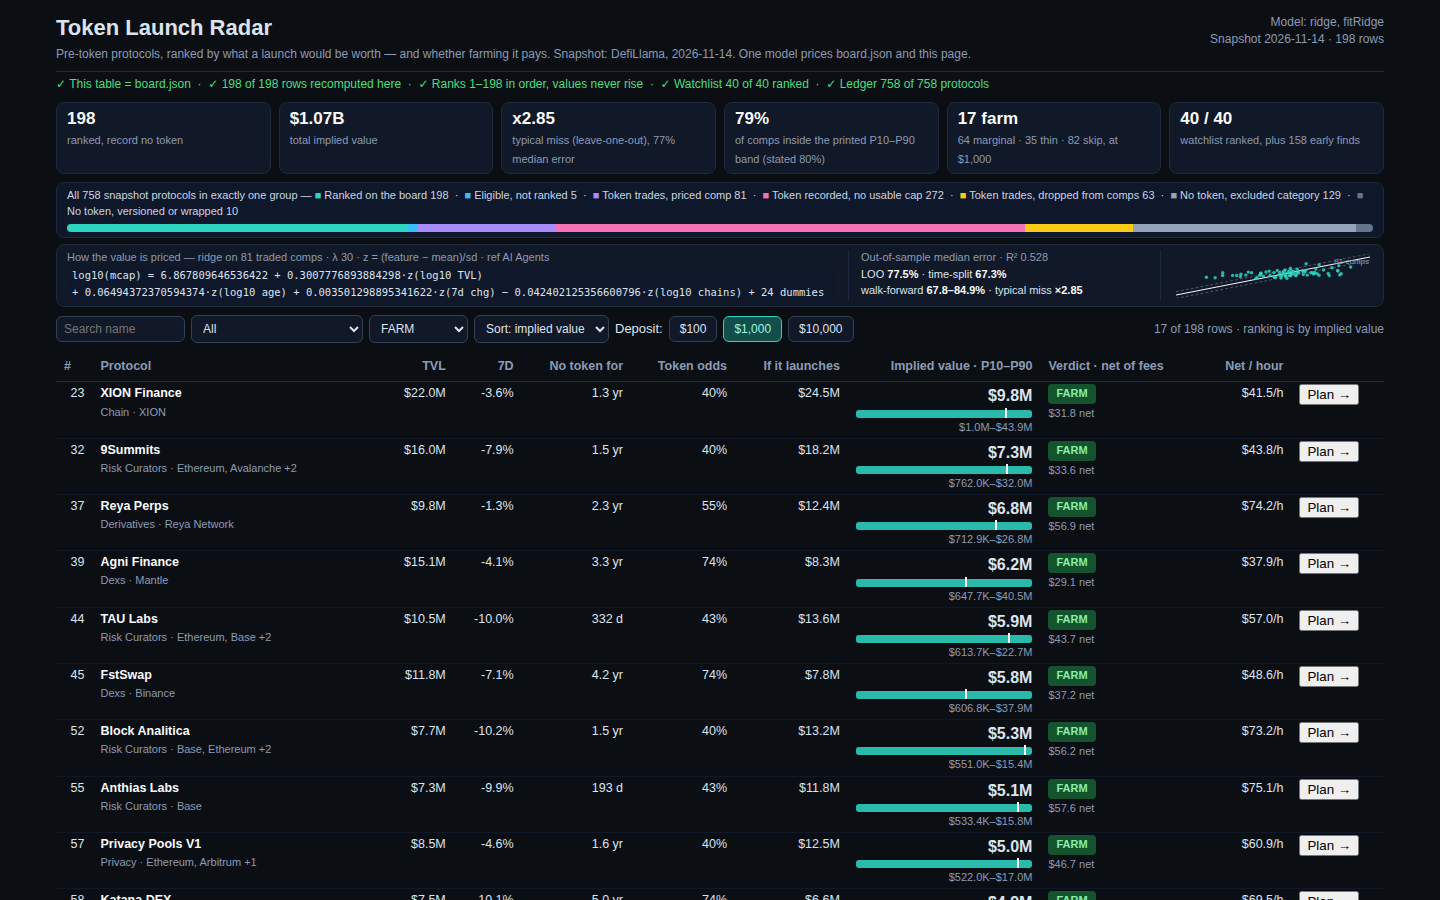 Token Launch Radar
Model: ridge, fitRidge
Pre-token protocols, ranked by what a launch would be worth — and whether farming it pays. Snapshot: DefiLlama, 2026-11-14. One model prices board.json and this page.
Snapshot 2026-11-14 · 198 rows
✓ This table = board.json · ✓ 198 of 198 rows recomputed here · ✓ Ranks 1–198 in order, values never rise · ✓ Watchlist 40 of 40 ranked · ✓ Ledger 758 of 758 protocols
198
ranked, record no token
$1.07B
total implied value
x2.85
typical miss (leave-one-out), 77%
median error
79%
of comps inside the printed P10–P90
band (stated 80%)
17 farm
64 marginal · 35 thin · 82 skip, at
$1,000
40 / 40
watchlist ranked, plus 158 early finds
All 758 snapshot protocols in exactly one group — ■ Ranked on the board 198 · ■ Eligible, not ranked 5 · ■ Token trades, priced comp 81 · ■ Token recorded, no usable cap 272 · ■ Token trades, dropped from comps 63 · ■ No token, excluded category 129 · ■
No token, versioned or wrapped 10
How the value is priced — ridge on 81 traded comps · λ 30 · z = (feature − mean)/sd · ref AI Agents
log10(mcap) = 6.867809646536422 + 0.3007776893884298·z(log10 TVL)
+ 0.06494372370594374·z(log10 age) + 0.003501298895341622·z(7d chg) − 0.042402125356600796·z(log10 chains) + 24 dummies
Out-of-sample median error · R² 0.528
LOO 77.5% · time-split 67.3%
walk-forward 67.8–84.9% · typical miss ×2.85
81 comps
Search name
All
FARM
Sort: implied value
Deposit:
$100
$1,000
$10,000
17 of 198 rows · ranking is by implied value
# Protocol TVL 7D No token for Token odds If it launches Implied value · P10–P90 Verdict · net of fees Net / hour
23 XION Finance $22.0M -3.6% 1.3 yr 40% $24.5M $9.8M FARM $41.5/h Plan →
Chain · XION $31.8 net
$1.0M–$43.9M
32 9Summits $16.0M -7.9% 1.5 yr 40% $18.2M $7.3M FARM $43.8/h Plan →
Risk Curators · Ethereum, Avalanche +2 $33.6 net
$762.0K–$32.0M
37 Reya Perps $9.8M -1.3% 2.3 yr 55% $12.4M $6.8M FARM $74.2/h Plan →
Derivatives · Reya Network $56.9 net
$712.9K–$26.8M
39 Agni Finance $15.1M -4.1% 3.3 yr 74% $8.3M $6.2M FARM $37.9/h Plan →
Dexs · Mantle $29.1 net
$647.7K–$40.5M
44 TAU Labs $10.5M -10.0% 332 d 43% $13.6M $5.9M FARM $57.0/h Plan →
Risk Curators · Ethereum, Base +2 $43.7 net
$613.7K–$22.7M
45 FstSwap $11.8M -7.1% 4.2 yr 74% $7.8M $5.8M FARM $48.6/h Plan →
Dexs · Binance $37.2 net
$606.8K–$37.9M
52 Block Analitica $7.7M -10.2% 1.5 yr 40% $13.2M $5.3M FARM $73.2/h Plan →
Risk Curators · Base, Ethereum +2 $56.2 net
$551.0K–$15.4M
55 Anthias Labs $7.3M -9.9% 193 d 43% $11.8M $5.1M FARM $75.1/h Plan →
Risk Curators · Base $57.6 net
$533.4K–$15.8M
57 Privacy Pools V1 $8.5M -4.6% 1.6 yr 40% $12.5M $5.0M FARM $60.9/h Plan →
Privacy · Ethereum, Arbitrum +1 $46.7 net
$522.0K–$17.0M
58 Katana DEX $7.5M 10.1% 5.0 yr 74% $6.6M FARM $69.5/h